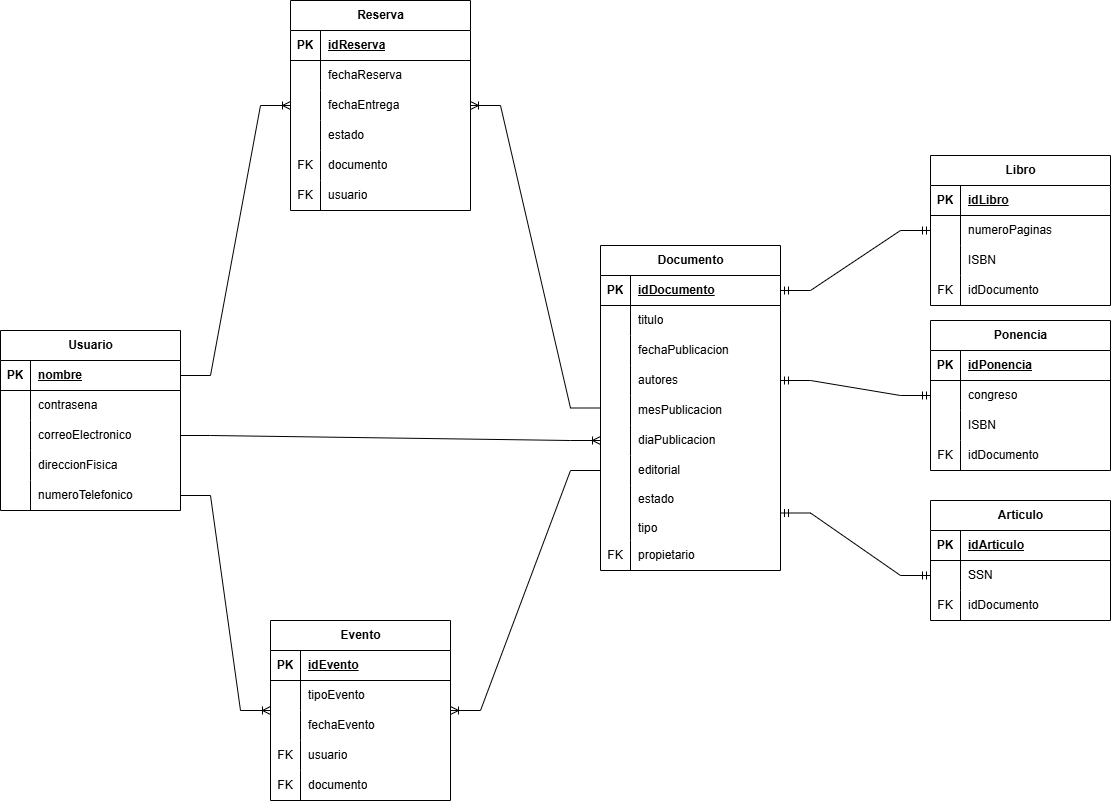 Reserva
PK idReserva
fechaReserva
fechaEntrega
estado
FK documento
FK usuario
Usuario
PK nombre
contrasena
correoElectronico
direccionFisica
numeroTelefonico
Evento
PK idEvento
tipoEvento
fechaEvento
FK usuario
FK documento
Documento
PK idDocumento
titulo
fechaPublicacion
autores
mesPublicacion
diaPublicacion
editorial
estado
tipo
FK propietario
Libro
PK idLibro
numeroPaginas
ISBN
FK idDocumento
Ponencia
PK idPonencia
congreso
ISBN
FK idDocumento
Articulo
PK idArticulo
SSN
FK idDocumento